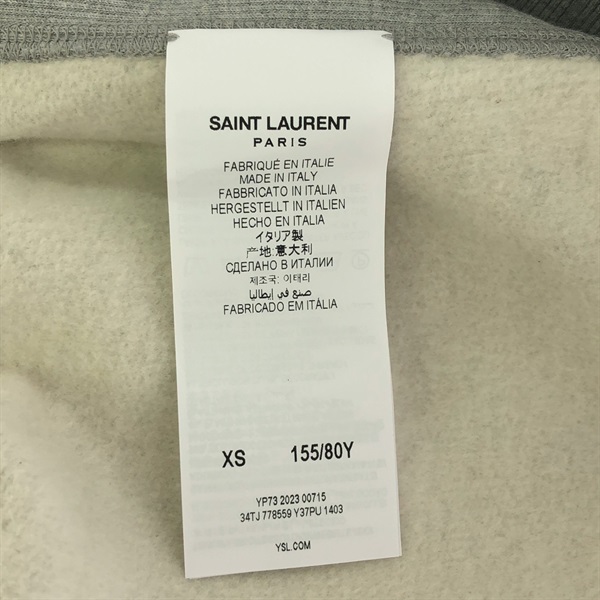 SAINT LAURENT
PARIS
FABRIQUÉ EN ITALIE
MADE IN ITALY
FABBRICATO IN ITALIA
HERGESTELLT IN ITALIEN
HECHO EN ITALIA
イタリア製
产地:意大利
СДЕЛАНО В ИТАЛИИ
제조국: 이태리
صنع في إيطاليا
FABRICADO EM ITÁLIA
XS 155/80Y
YP73 2023 00715
34TJ 778559 Y37PU 1403
YSL.COM